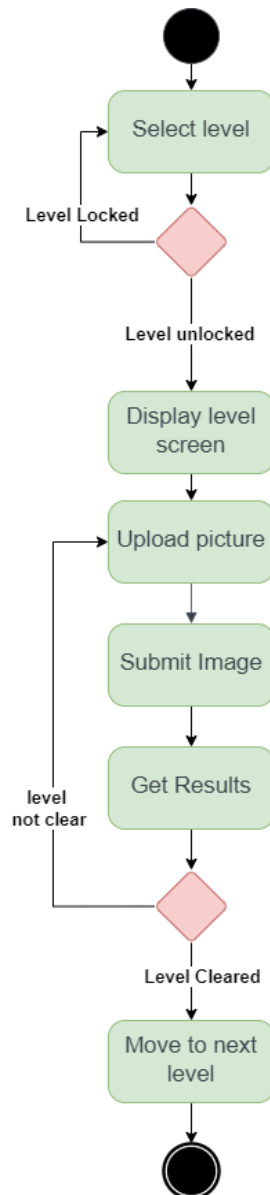 Select level
Level Locked
Level unlocked
Display level
screen
Upload picture
Submit Image
Get Results
level
not clear
Level Cleared
Move to next
level